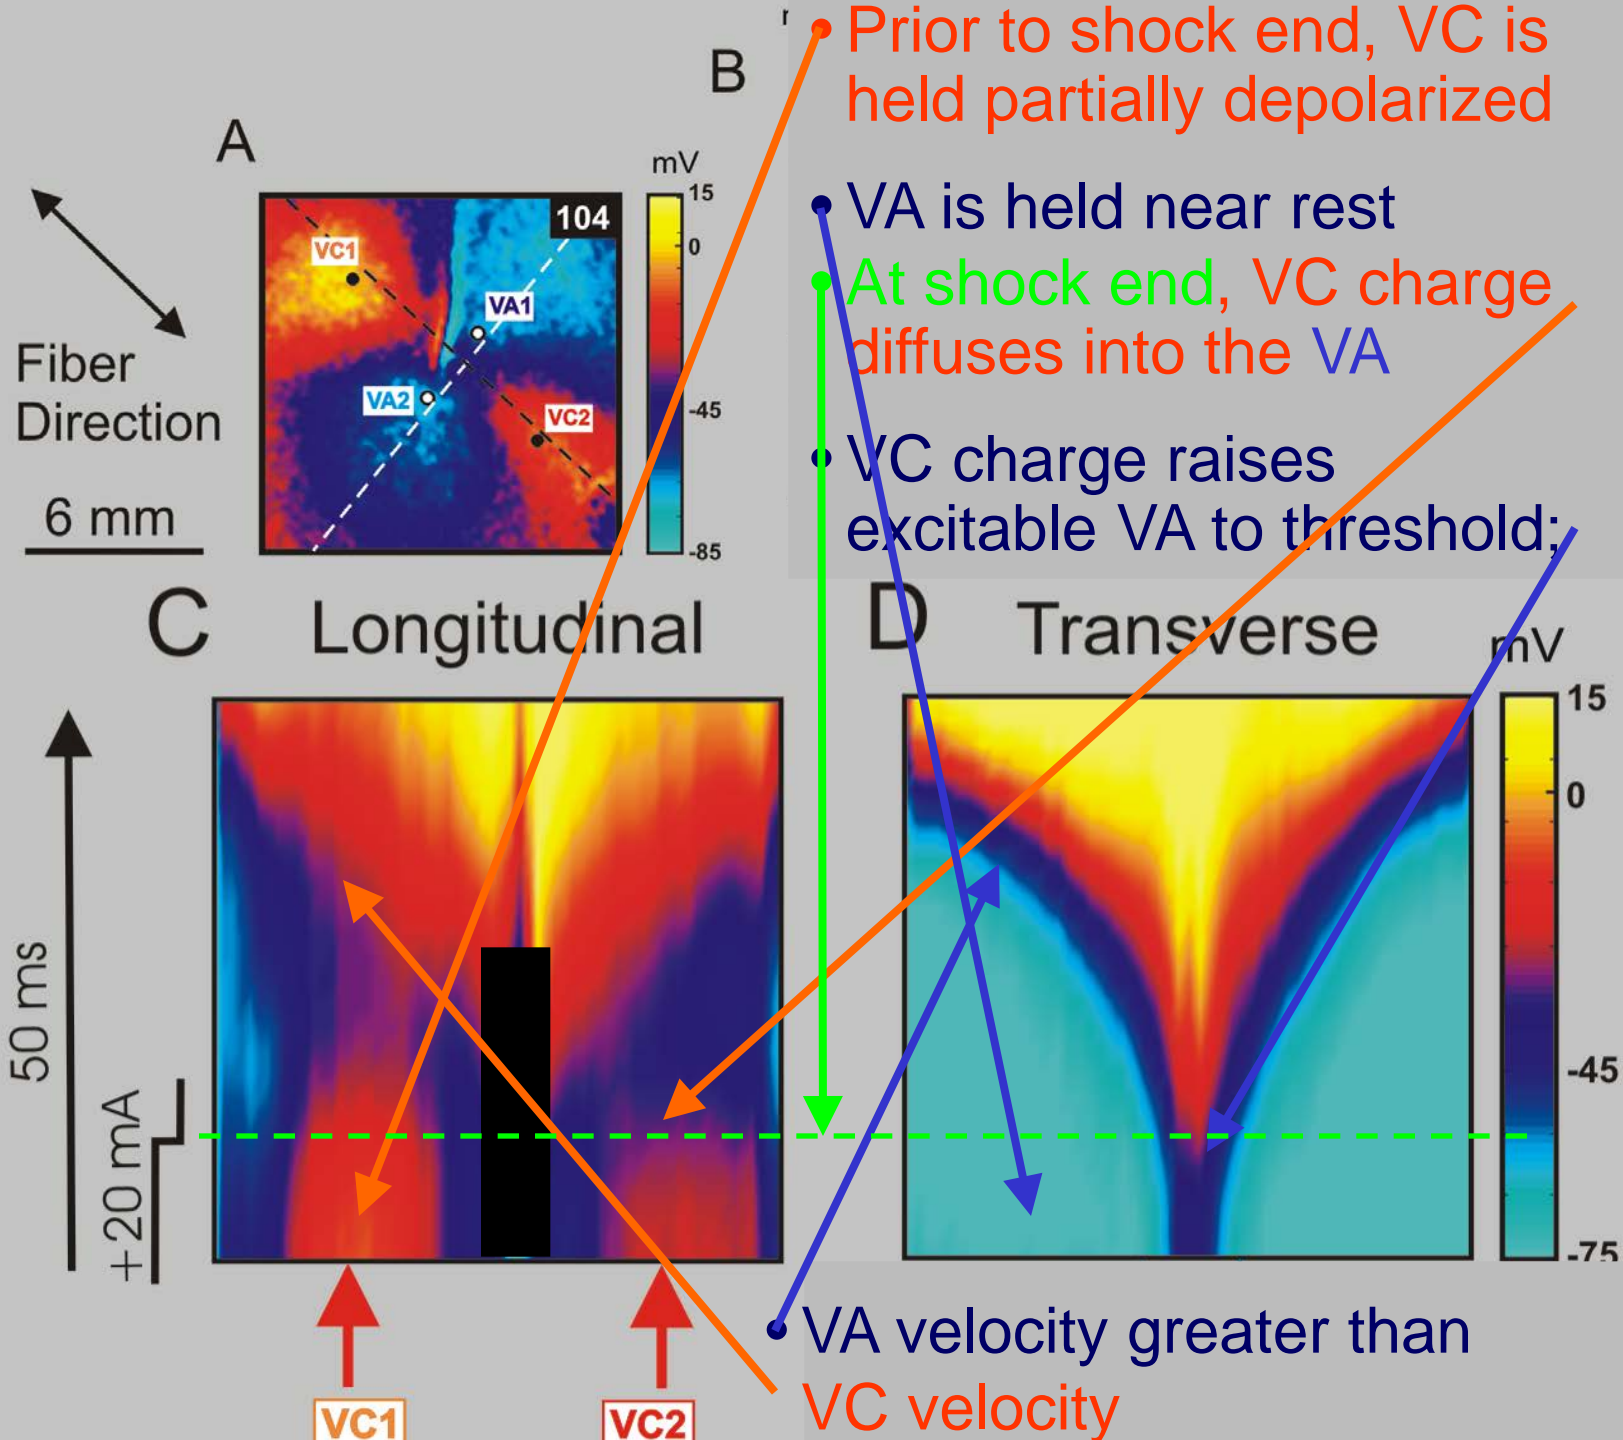 B
• Prior to shock end, VC is
held partially depolarized
• VA is held near rest
• At shock end, VC charge
diffuses into the VA
• VC charge raises
excitable VA to threshold;
A
Fiber
Direction
6 mm
104
VC1
VA1
VA2
VC2
mV
15
0
-45
-85
C Longitudinal
D Transverse
mV
15
0
-45
-75
50 ms
+20 mA
VC1
VC2
• VA velocity greater than
VC velocity